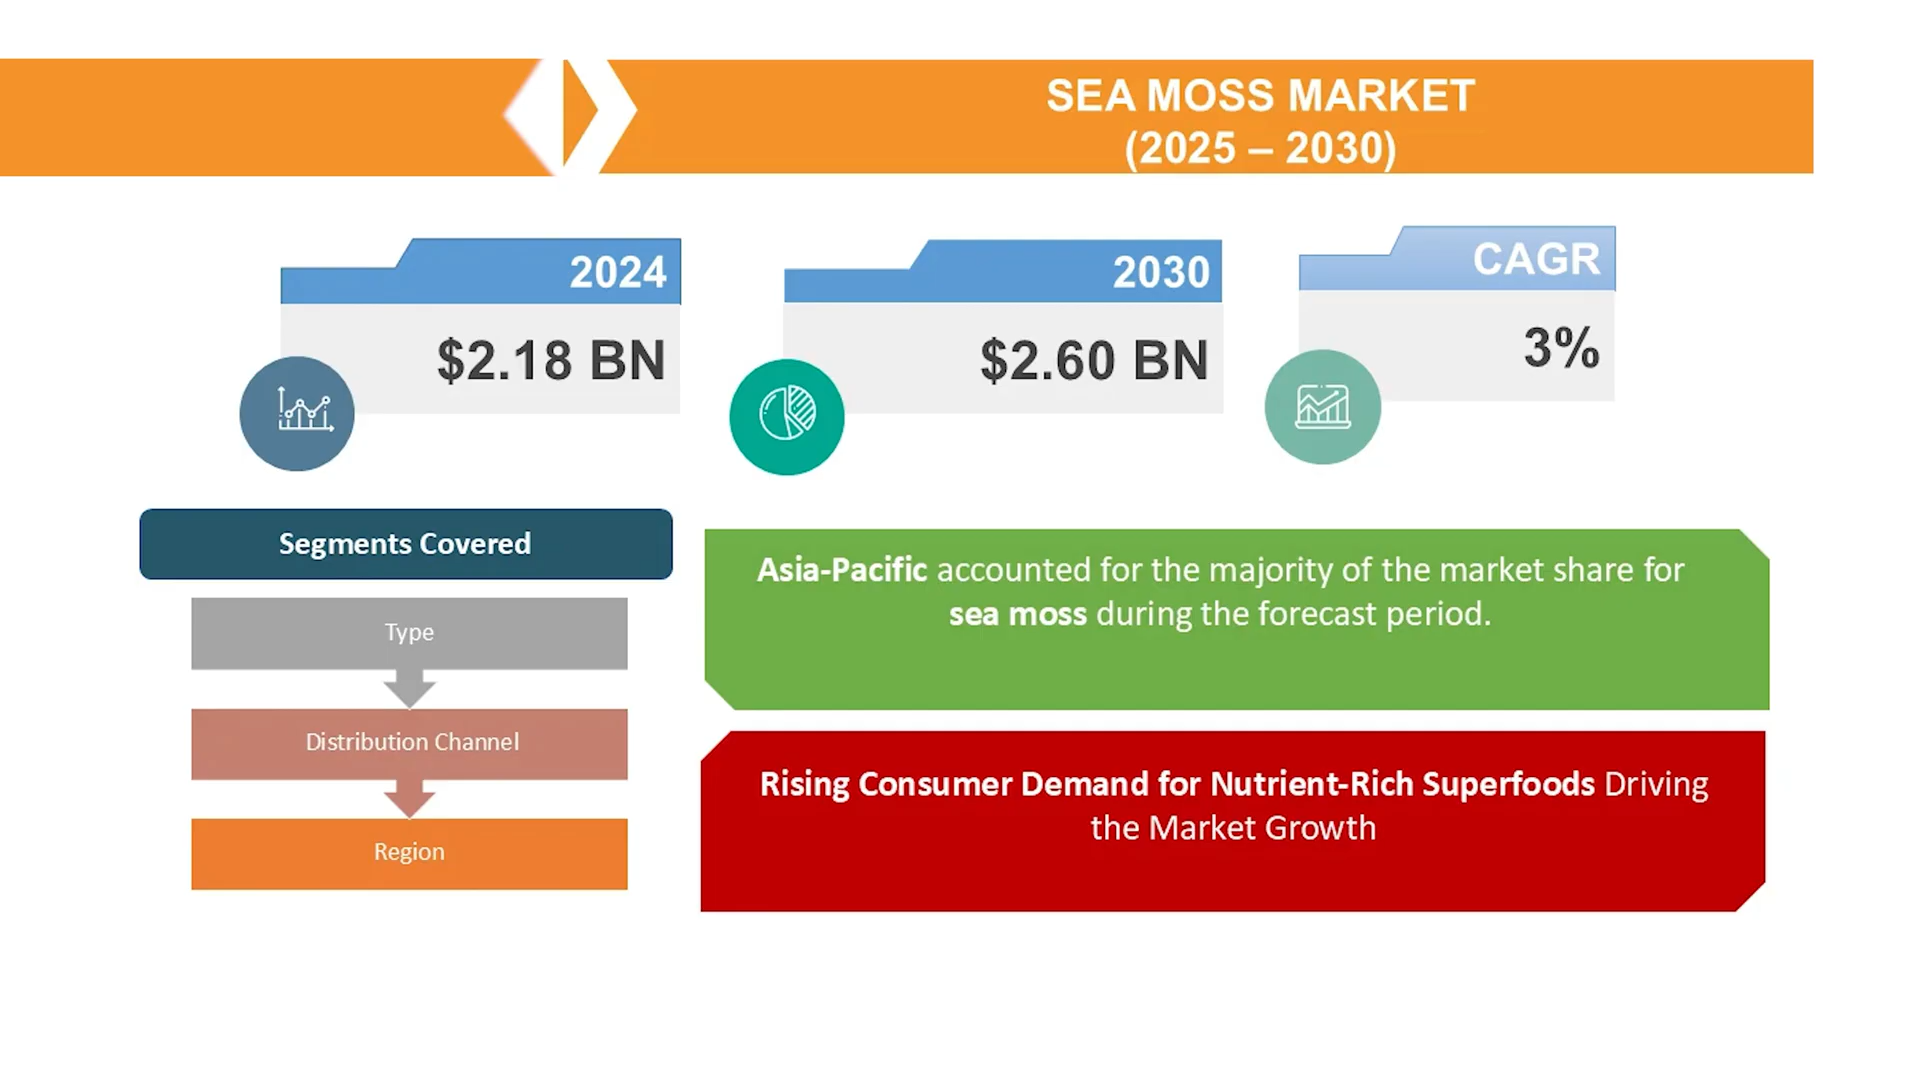 SEA MOSS MARKET
(2025 – 2030)
2024
$2.18 BN
2030
$2.60 BN
CAGR
3%
Segments Covered
Type
Distribution Channel
Region
Asia-Pacific accounted for the majority of the market share for
sea moss during the forecast period.
Rising Consumer Demand for Nutrient-Rich Superfoods Driving
the Market Growth